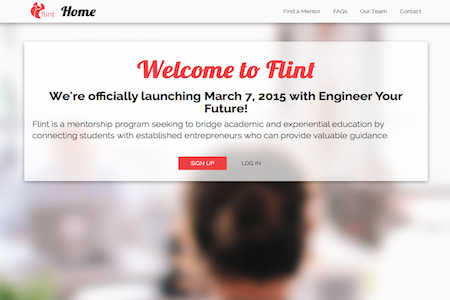 flint Home Find a Mentor FAQs Our Team Contact
Welcome to Flint
We're officially launching March 7, 2015 with Engineer Your
Future!
Flint is a mentorship program seeking to bridge academic and experiential education by
connecting students with established entrepreneurs who can provide valuable guidance.
SIGN UP LOG IN